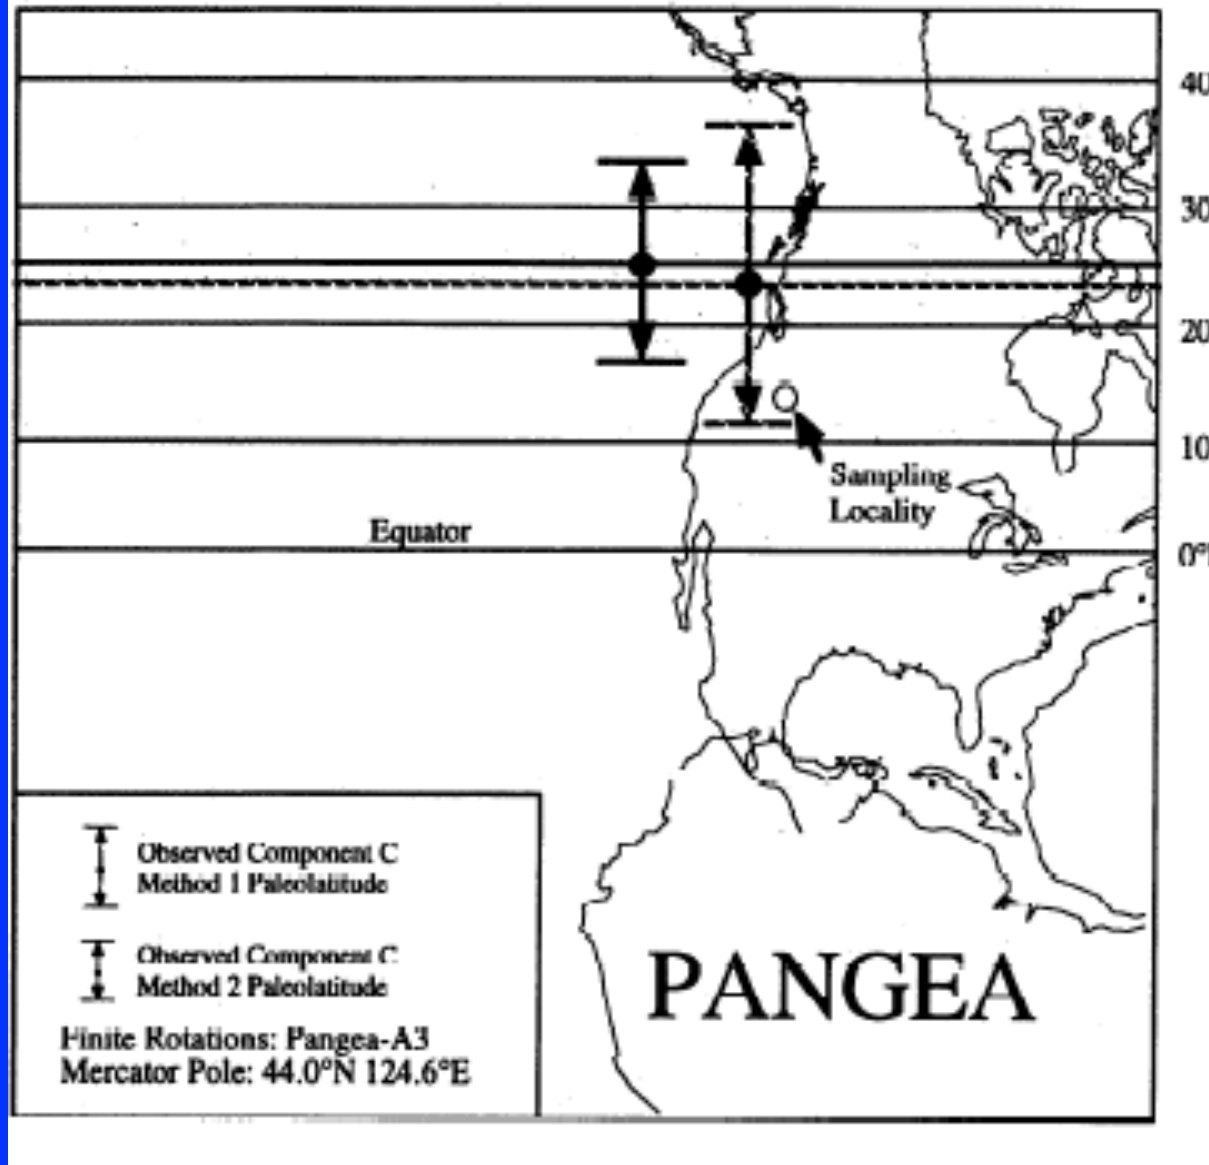 40
30
20
10
Sampling
Locality
Equator
0°
Observed Component C
Method 1 Paleolatitude
Observed Component C
Method 2 Paleolatitude
PANGEA
Finite Rotations: Pangea-A3
Mercator Pole: 44.0°N 124.6°E